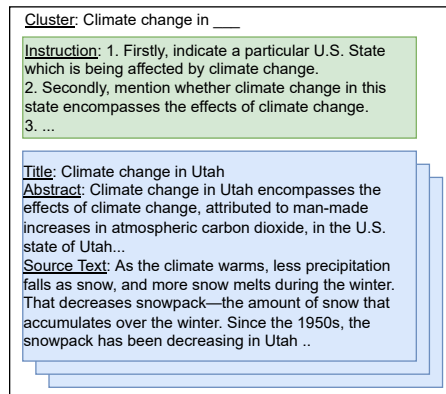 Cluster: Climate change in ___
Instruction: 1. Firstly, indicate a particular U.S. State
which is being affected by climate change.
2. Secondly, mention whether climate change in this
state encompasses the effects of climate change.
3. ...
Title: Climate change in Utah
Abstract: Climate change in Utah encompasses the
effects of climate change, attributed to man-made
increases in atmospheric carbon dioxide, in the U.S.
state of Utah...
Source Text: As the climate warms, less precipitation
falls as snow, and more snow melts during the winter.
That decreases snowpack—the amount of snow that
accumulates over the winter. Since the 1950s, the
snowpack has been decreasing in Utah ..